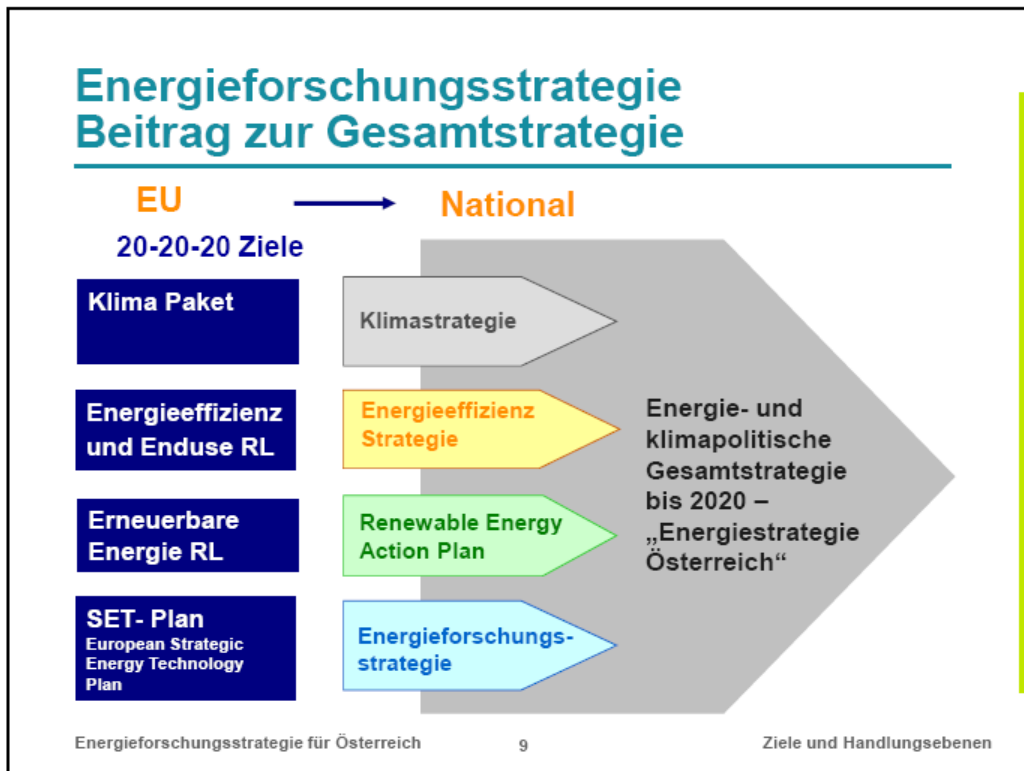 Energieforschungsstrategie
Beitrag zur Gesamtstrategie
EU
National
20-20-20 Ziele
Klima Paket
Klimastrategie
Energieeffizienz
und Enduse RL
Energieeffizienz
Strategie
Erneuerbare
Energie RL
Renewable Energy
Action Plan
SET- Plan
European Strategic
Energy Technology
Plan
Energieforschungs-
strategie
Energie- und
klimapolitische
Gesamtstrategie
bis 2020 –
„Energiestrategie
Österreich“
Energieforschungsstrategie für Österreich
9
Ziele und Handlungsebenen